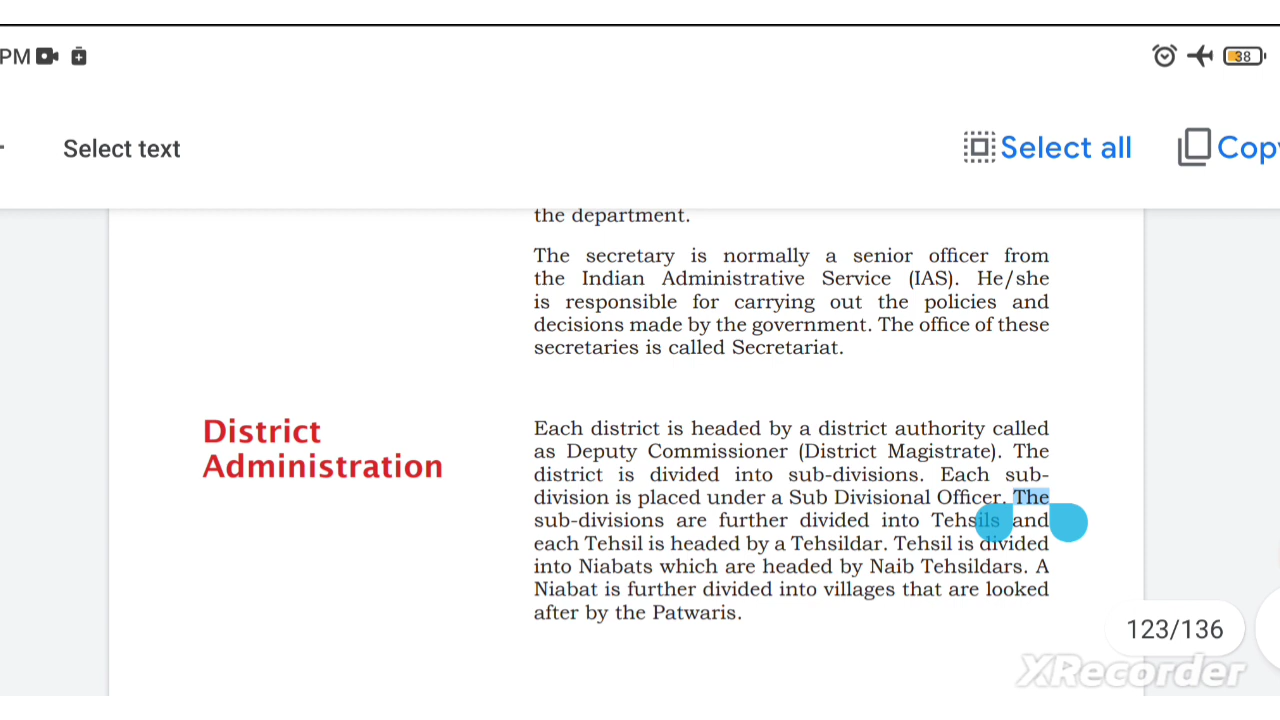 PM 38
Select text Select all Copy
the department.
The secretary is normally a senior officer from
the Indian Administrative Service (IAS). He/she
is responsible for carrying out the policies and
decisions made by the government. The office of these
secretaries is called Secretariat.
District
Administration
Each district is headed by a district authority called
as Deputy Commissioner (District Magistrate). The
district is divided into sub-divisions. Each sub-
division is placed under a Sub Divisional Officer. The
sub-divisions are further divided into Tehsils and
each Tehsil is headed by a Tehsildar. Tehsil is divided
into Niabats which are headed by Naib Tehsildars. A
Niabat is further divided into villages that are looked
after by the Patwaris.
123/136
XRecorder